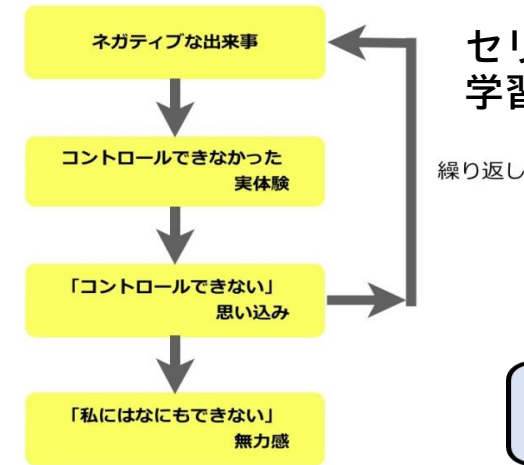 ネガティブな出来事
セリ
学習
コントロールできなかった
実体験
繰り返し
「コントロールできない」
思い込み
「私にはなにもできない」
無力感